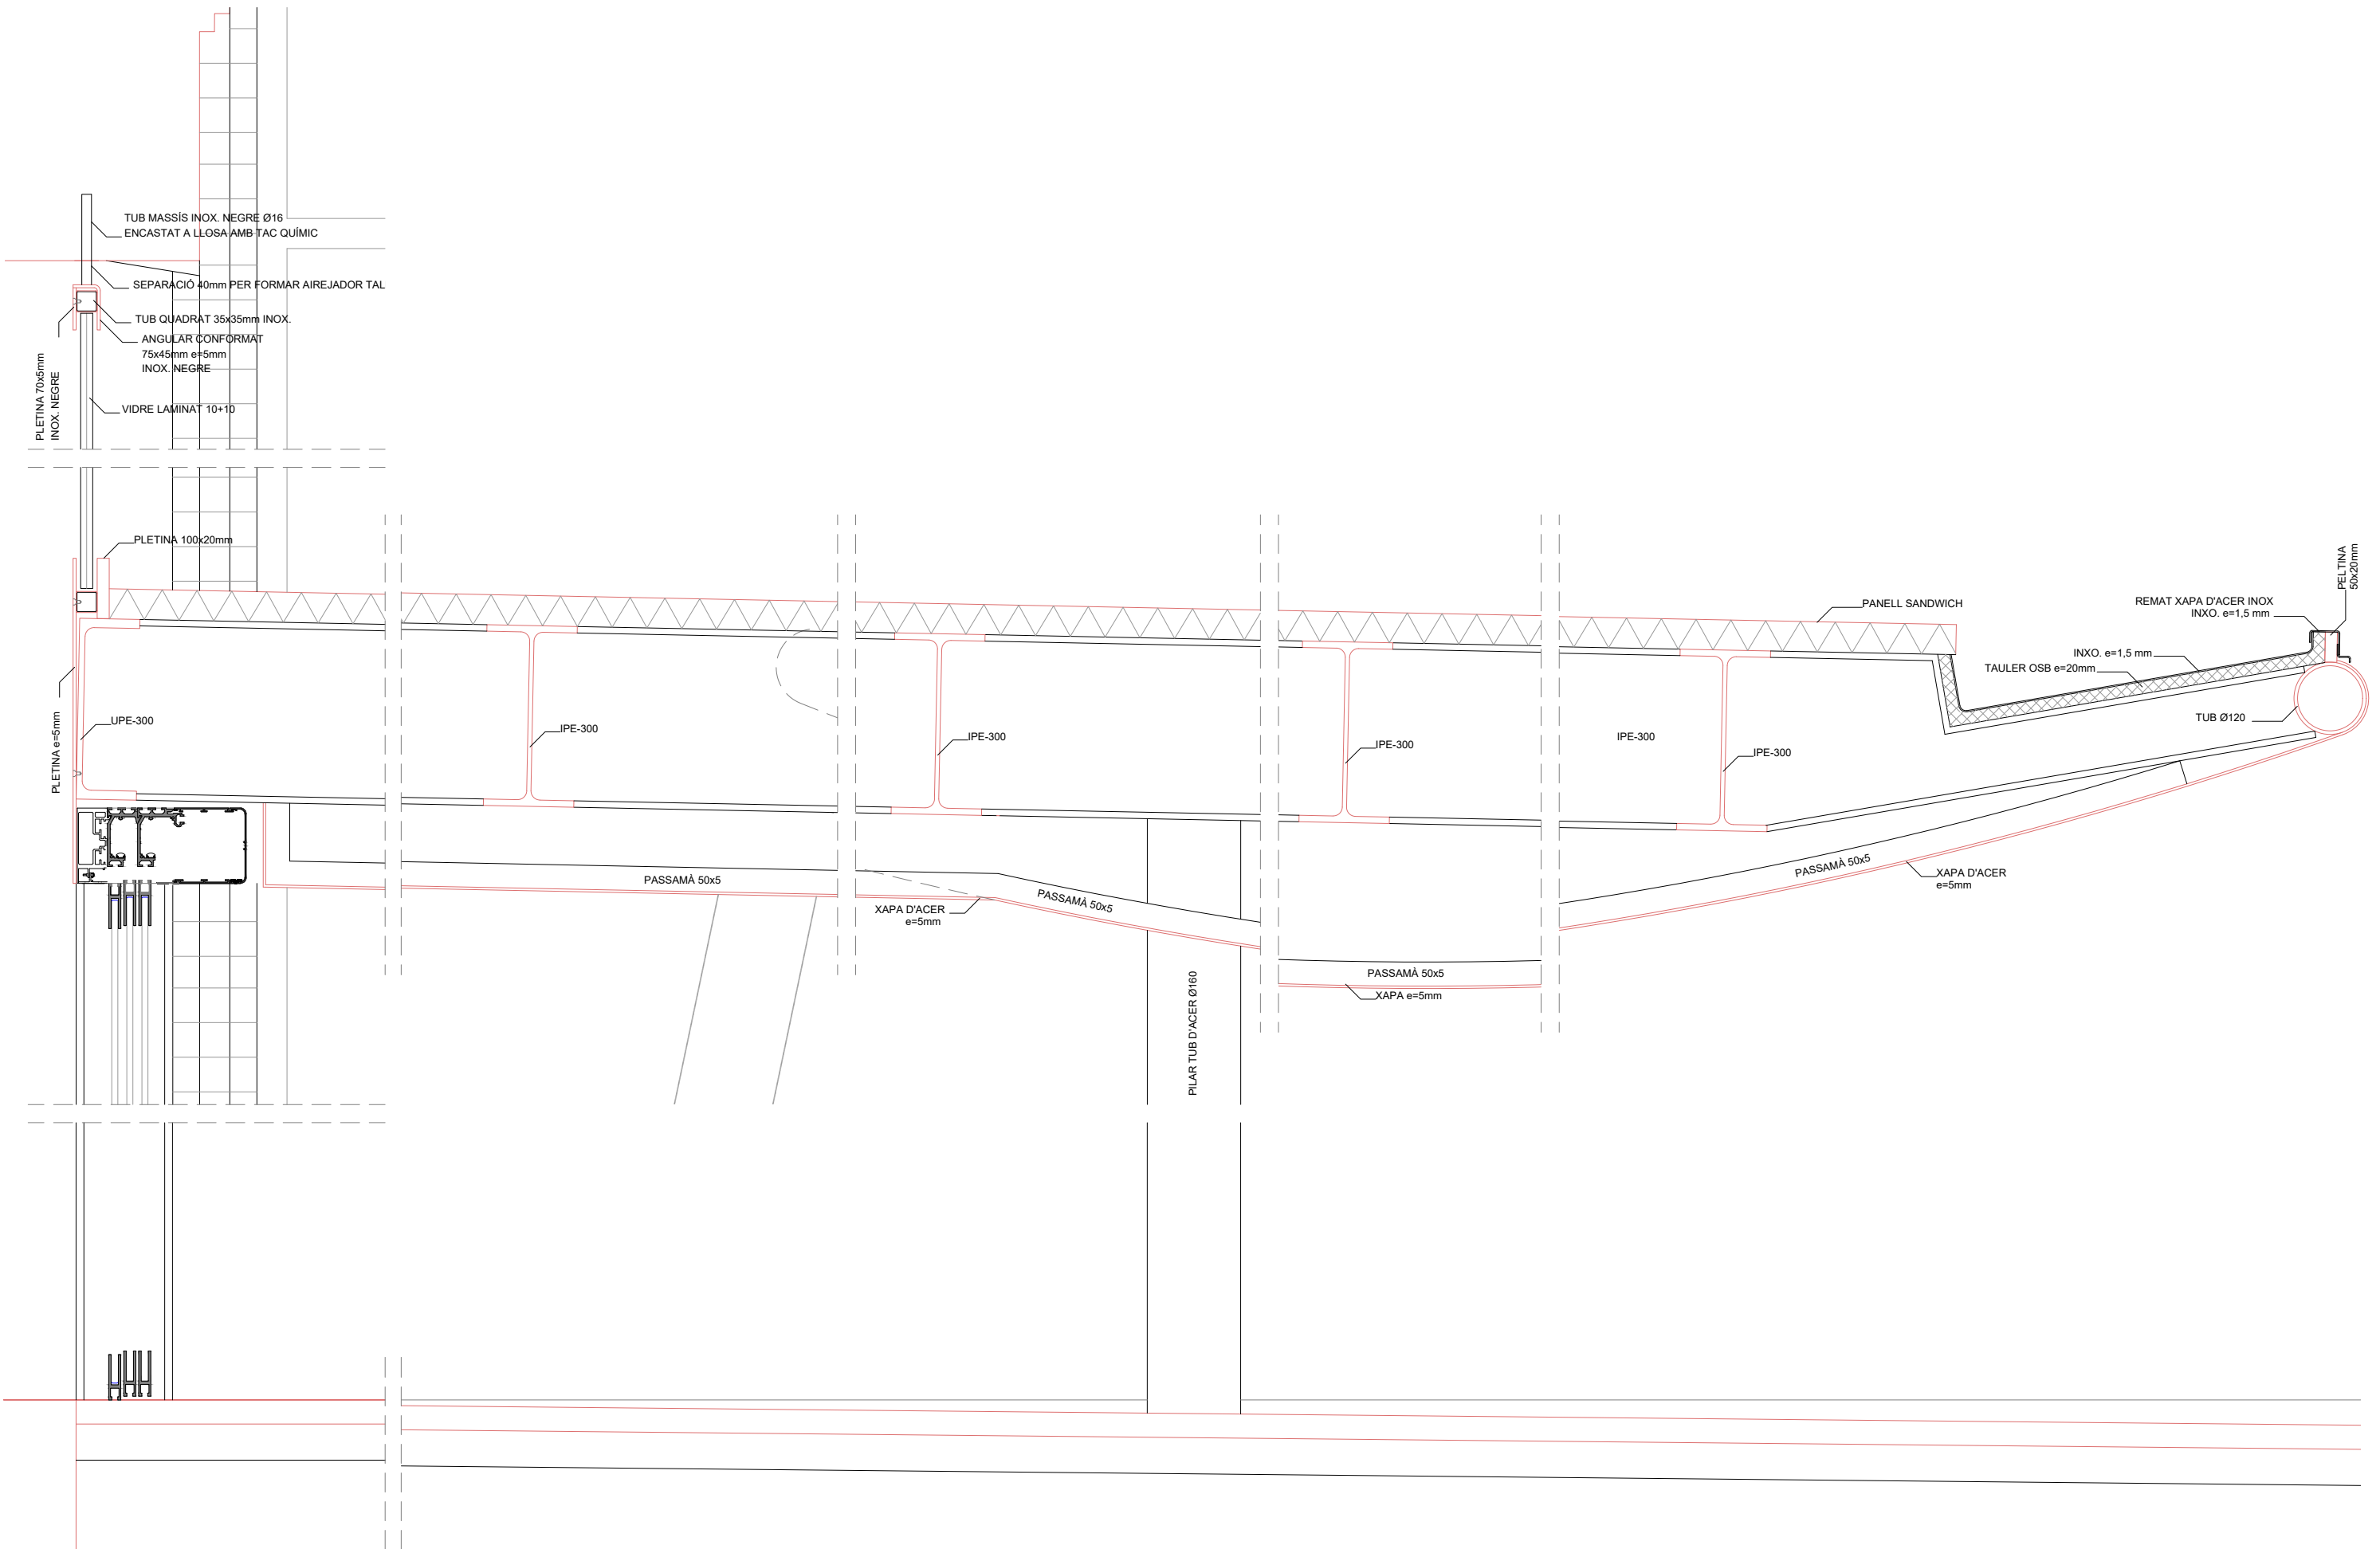 TUB MASSÍS INOX. NEGRE Ø16
ENCASTAT A LLOSA AMB TAC QUÍMIC
SEPARACIÓ 40mm PER FORMAR AIREJADOR TAL
TUB QUADRAT 35x35mm INOX.
ANGULAR CONFORMAT
75x45mm e=5mm
INOX. NEGRE
PLETINA 70x5mm
INOX. NEGRE
VIDRE LAMINAT 10+10
PLETINA 100x20mm
PLETINA e=5mm
UPE-300
IPE-300
IPE-300
IPE-300
IPE-300
IPE-300
PANELL SANDWICH
REMAT XAPA D'ACER INOX
INXO. e=1,5 mm
PELTINA
50x20mm
INXO. e=1,5 mm
TAULER OSB e=20mm
TUB Ø120
PASSAMÀ 50x5
XAPA D'ACER
e=5mm
PASSAMÀ 50x5
PASSAMÀ 50x5
XAPA e=5mm
PASSAMÀ 50x5
XAPA D'ACER
e=5mm
PILAR TUB D'ACER Ø160